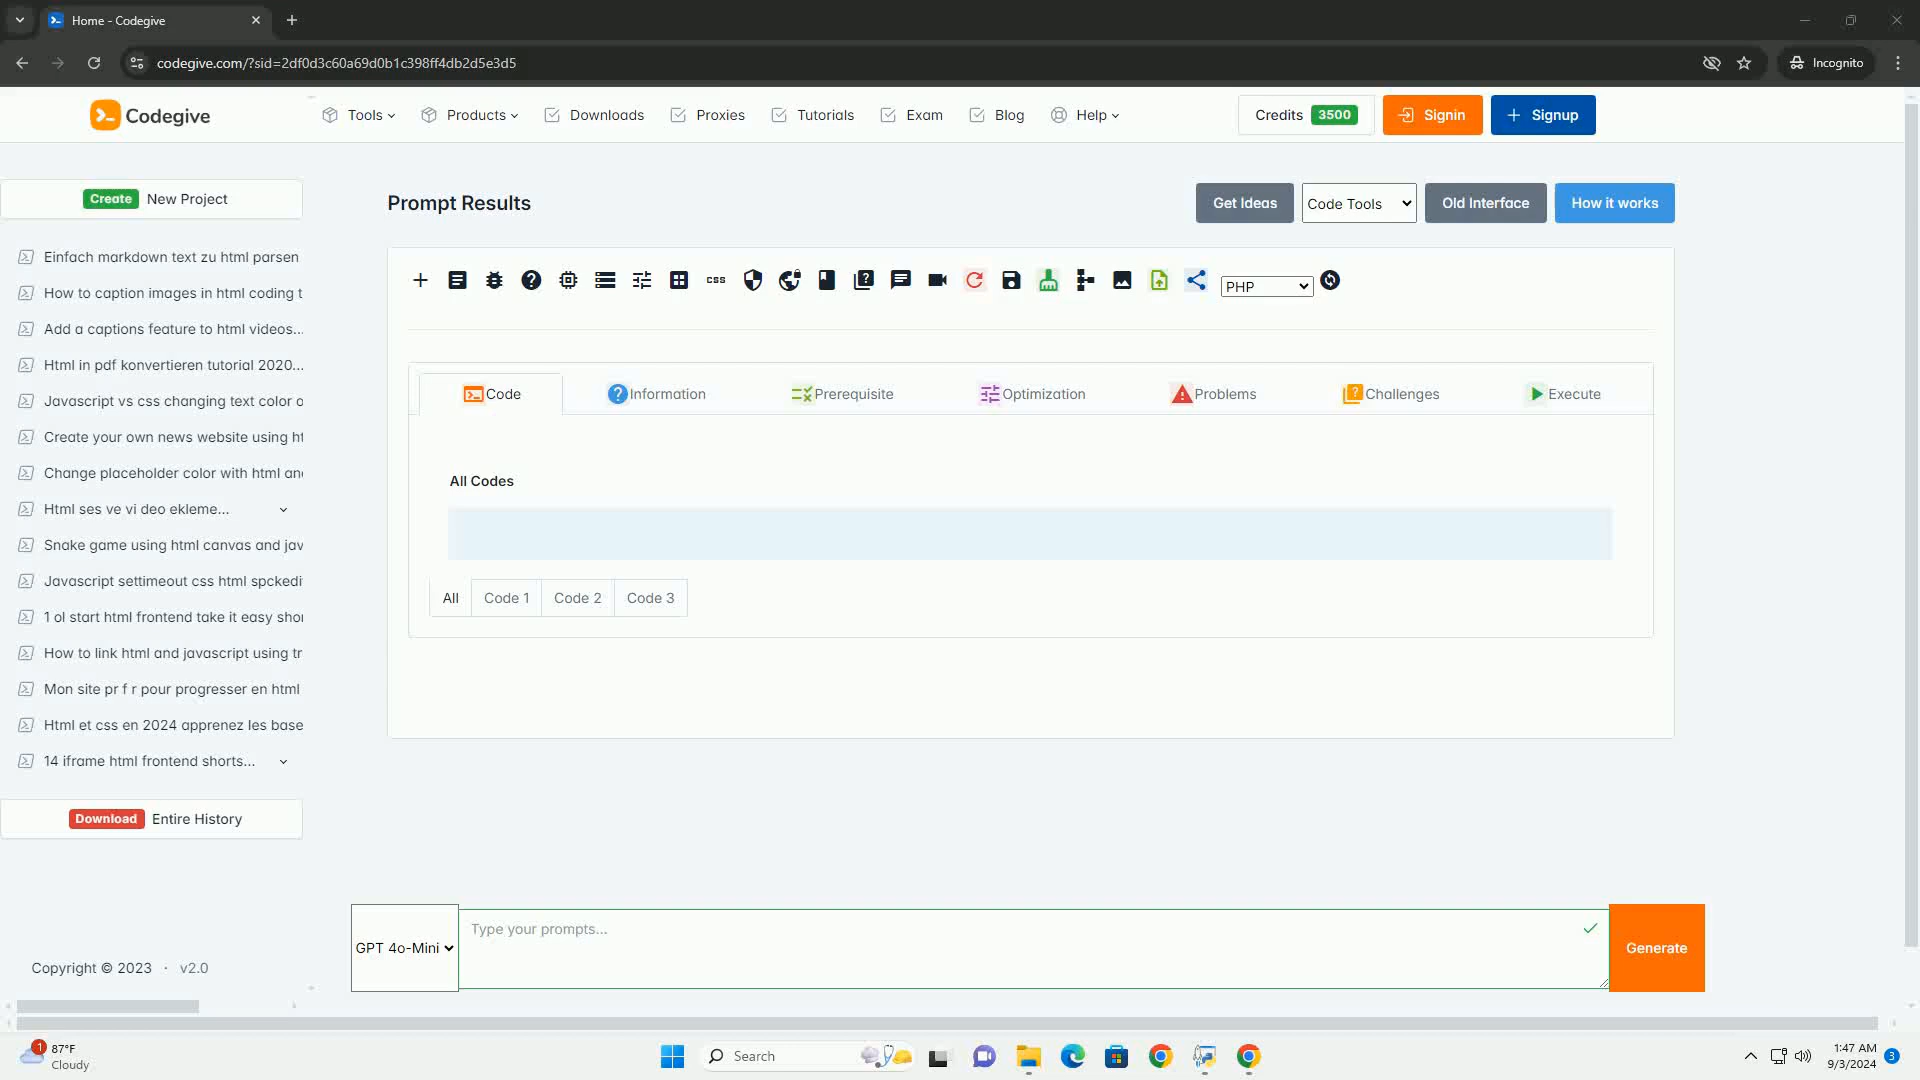 Home - Codegive
codegive.com/?sid=2df0d3c60a69d0b1c398ff4db2d5e3d5
Incognito
Codegive
Tools
Products
Downloads
Proxies
Tutorials
Exam
Blog
Help
Credits 3500
Signin
Signup
Create New Project
Prompt Results
Get Ideas
Code Tools
Old Interface
How it works
Einfach markdown text zu html parsen
How to caption images in html coding t
Add a captions feature to html videos...
Html in pdf konvertieren tutorial 2020...
Javascript vs css changing text color o
Create your own news website using ht
Change placeholder color with html an
Html ses ve vi deo ekleme...
Snake game using html canvas and jav
Javascript settimeout css html spckedi
1 ol start html frontend take it easy sho
How to link html and javascript using tr
Mon site pr f r pour progresser en html
Html et css en 2024 apprenez les base
14 iframe html frontend shorts...
Download Entire History
css
PHP
Code
Information
Prerequisite
Optimization
Problems
Challenges
Execute
All Codes
All
Code 1
Code 2
Code 3
GPT 4o-Mini
Type your prompts...
Generate
Copyright © 2023 · v2.0
1
87°F
Cloudy
Search
1:47 AM
9/3/2024
3